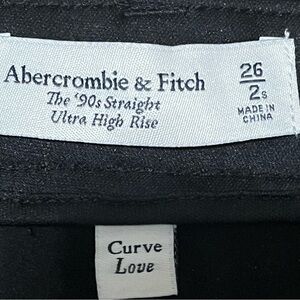 Abercrombie & Fitch
The '90s Straight
Ultra High Rise
26
2s
MADE IN
CHINA
Curve
Love